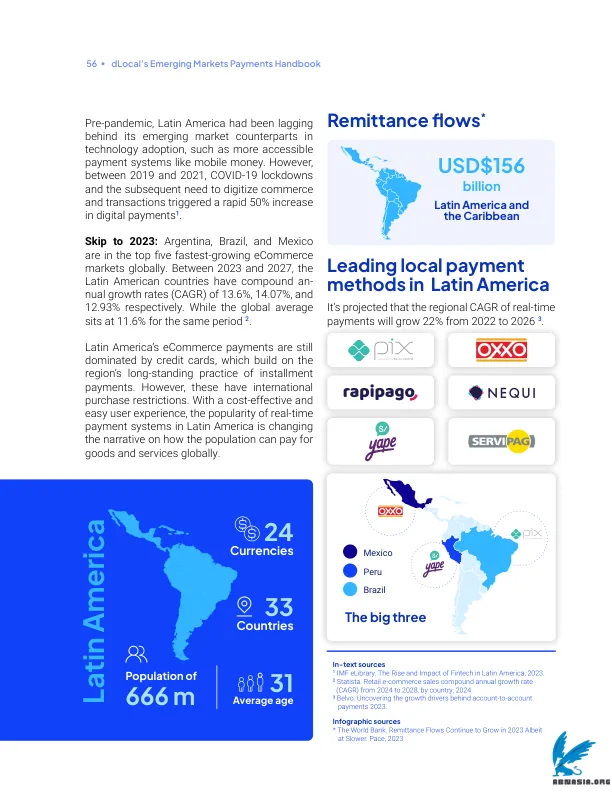 56 • dLocal's Emerging Markets Payments Handbook
Pre-pandemic, Latin America had been lagging
behind its emerging market counterparts in
technology adoption, such as more accessible
payment systems like mobile money. However,
between 2019 and 2021, COVID-19 lockdowns
and the subsequent need to digitize commerce
and transactions triggered a rapid 50% increase
in digital payments¹.
Skip to 2023: Argentina, Brazil, and Mexico
are in the top five fastest-growing eCommerce
markets globally. Between 2023 and 2027, the
Latin American countries have compound an-
nual growth rates (CAGR) of 13.6%, 14.07%, and
12.93% respectively. While the global average
sits at 11.6% for the same period ².
Latin America's eCommerce payments are still
dominated by credit cards, which build on the
region's long-standing practice of installment
payments. However, these have international
purchase restrictions. With a cost-effective and
easy user experience, the popularity of real-time
payment systems in Latin America is changing
the narrative on how the population can pay for
goods and services globally.
Latin America
24
Currencies
33
Countries
Population of
666 m
31
Average age
Remittance flows*
USD$156
billion
Latin America and
the Caribbean
Leading local payment
methods in Latin America
It's projected that the regional CAGR of real-time
payments will grow 22% from 2022 to 2026 ³.
pix
OXXO
rapipago
NEQUI
S/
yape
SERVIPAG
OXXO
pix
S/
yape
Mexico
Peru
Brazil
The big three
In-text sources
¹ IMF eLibrary. The Rise and Impact of Fintech in Latin America, 2023.
² Statista. Retail e-commerce sales compound annual growth rate
(CAGR) from 2024 to 2028, by country, 2024.
³ Belvo. Uncovering the growth drivers behind account-to-account
payments 2023.
Infographic sources
* The World Bank. Remittance Flows Continue to Grow in 2023 Albeit
at Slower. Pace, 2023.
ABNASIA.ORG